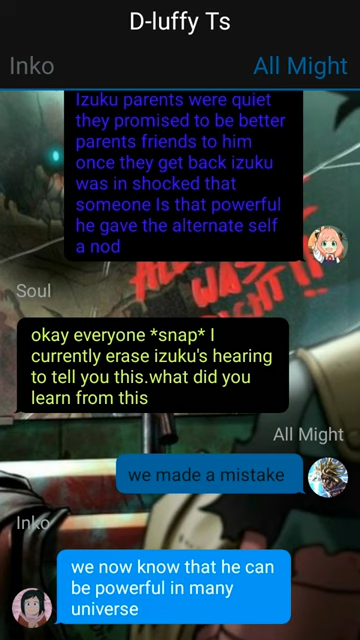 D-luffy Ts
Inko
All Might
Izuku parents were quiet
they promised to be better
parents friends to him
once they get back izuku
was in shocked that
someone Is that powerful
he gave the alternate self
a nod
WAS
Soul
okay everyone *snap* I
currently erase izuku's hearing
to tell you this.what did you
learn from this
All Might
we made a mistake
Inko
we now know that he can
be powerful in many
universe